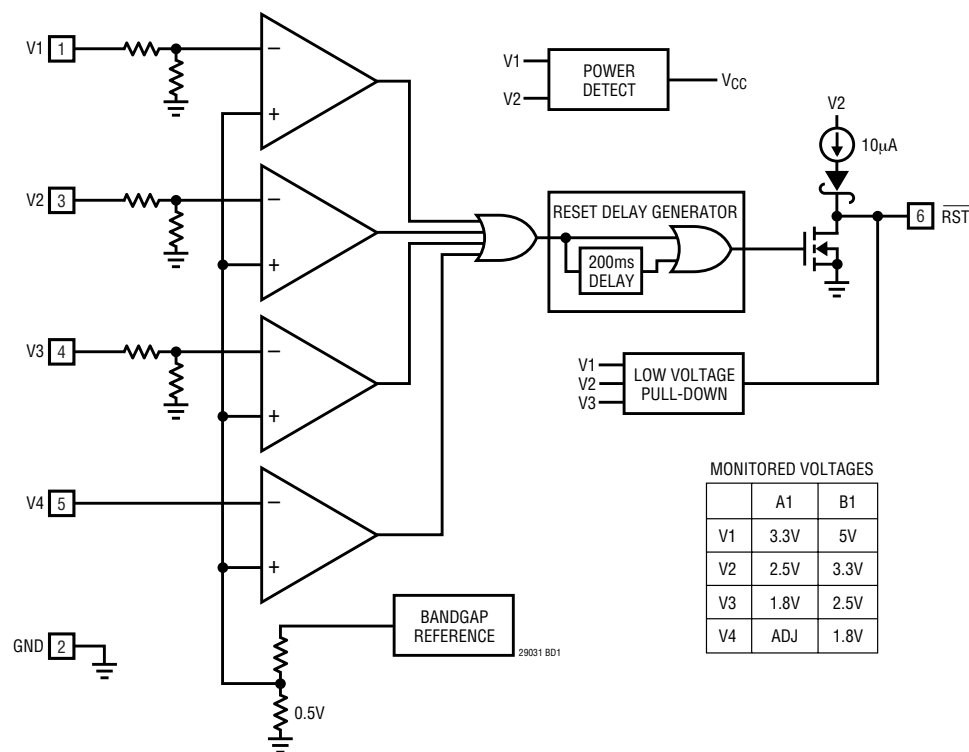 V1 1
−
+
V2 3
−
+
V3 4
−
+
V4 5
−
+
GND 2
BANDGAP
REFERENCE
29031 BD1
0.5V
V1
V2
POWER
DETECT
VCC
RESET DELAY GENERATOR
200ms
DELAY
V2
10μA
6 RST
V1
V2
V3
LOW VOLTAGE
PULL-DOWN
MONITORED VOLTAGES
A1 B1
V1 3.3V 5V
V2 2.5V 3.3V
V3 1.8V 2.5V
V4 ADJ 1.8V